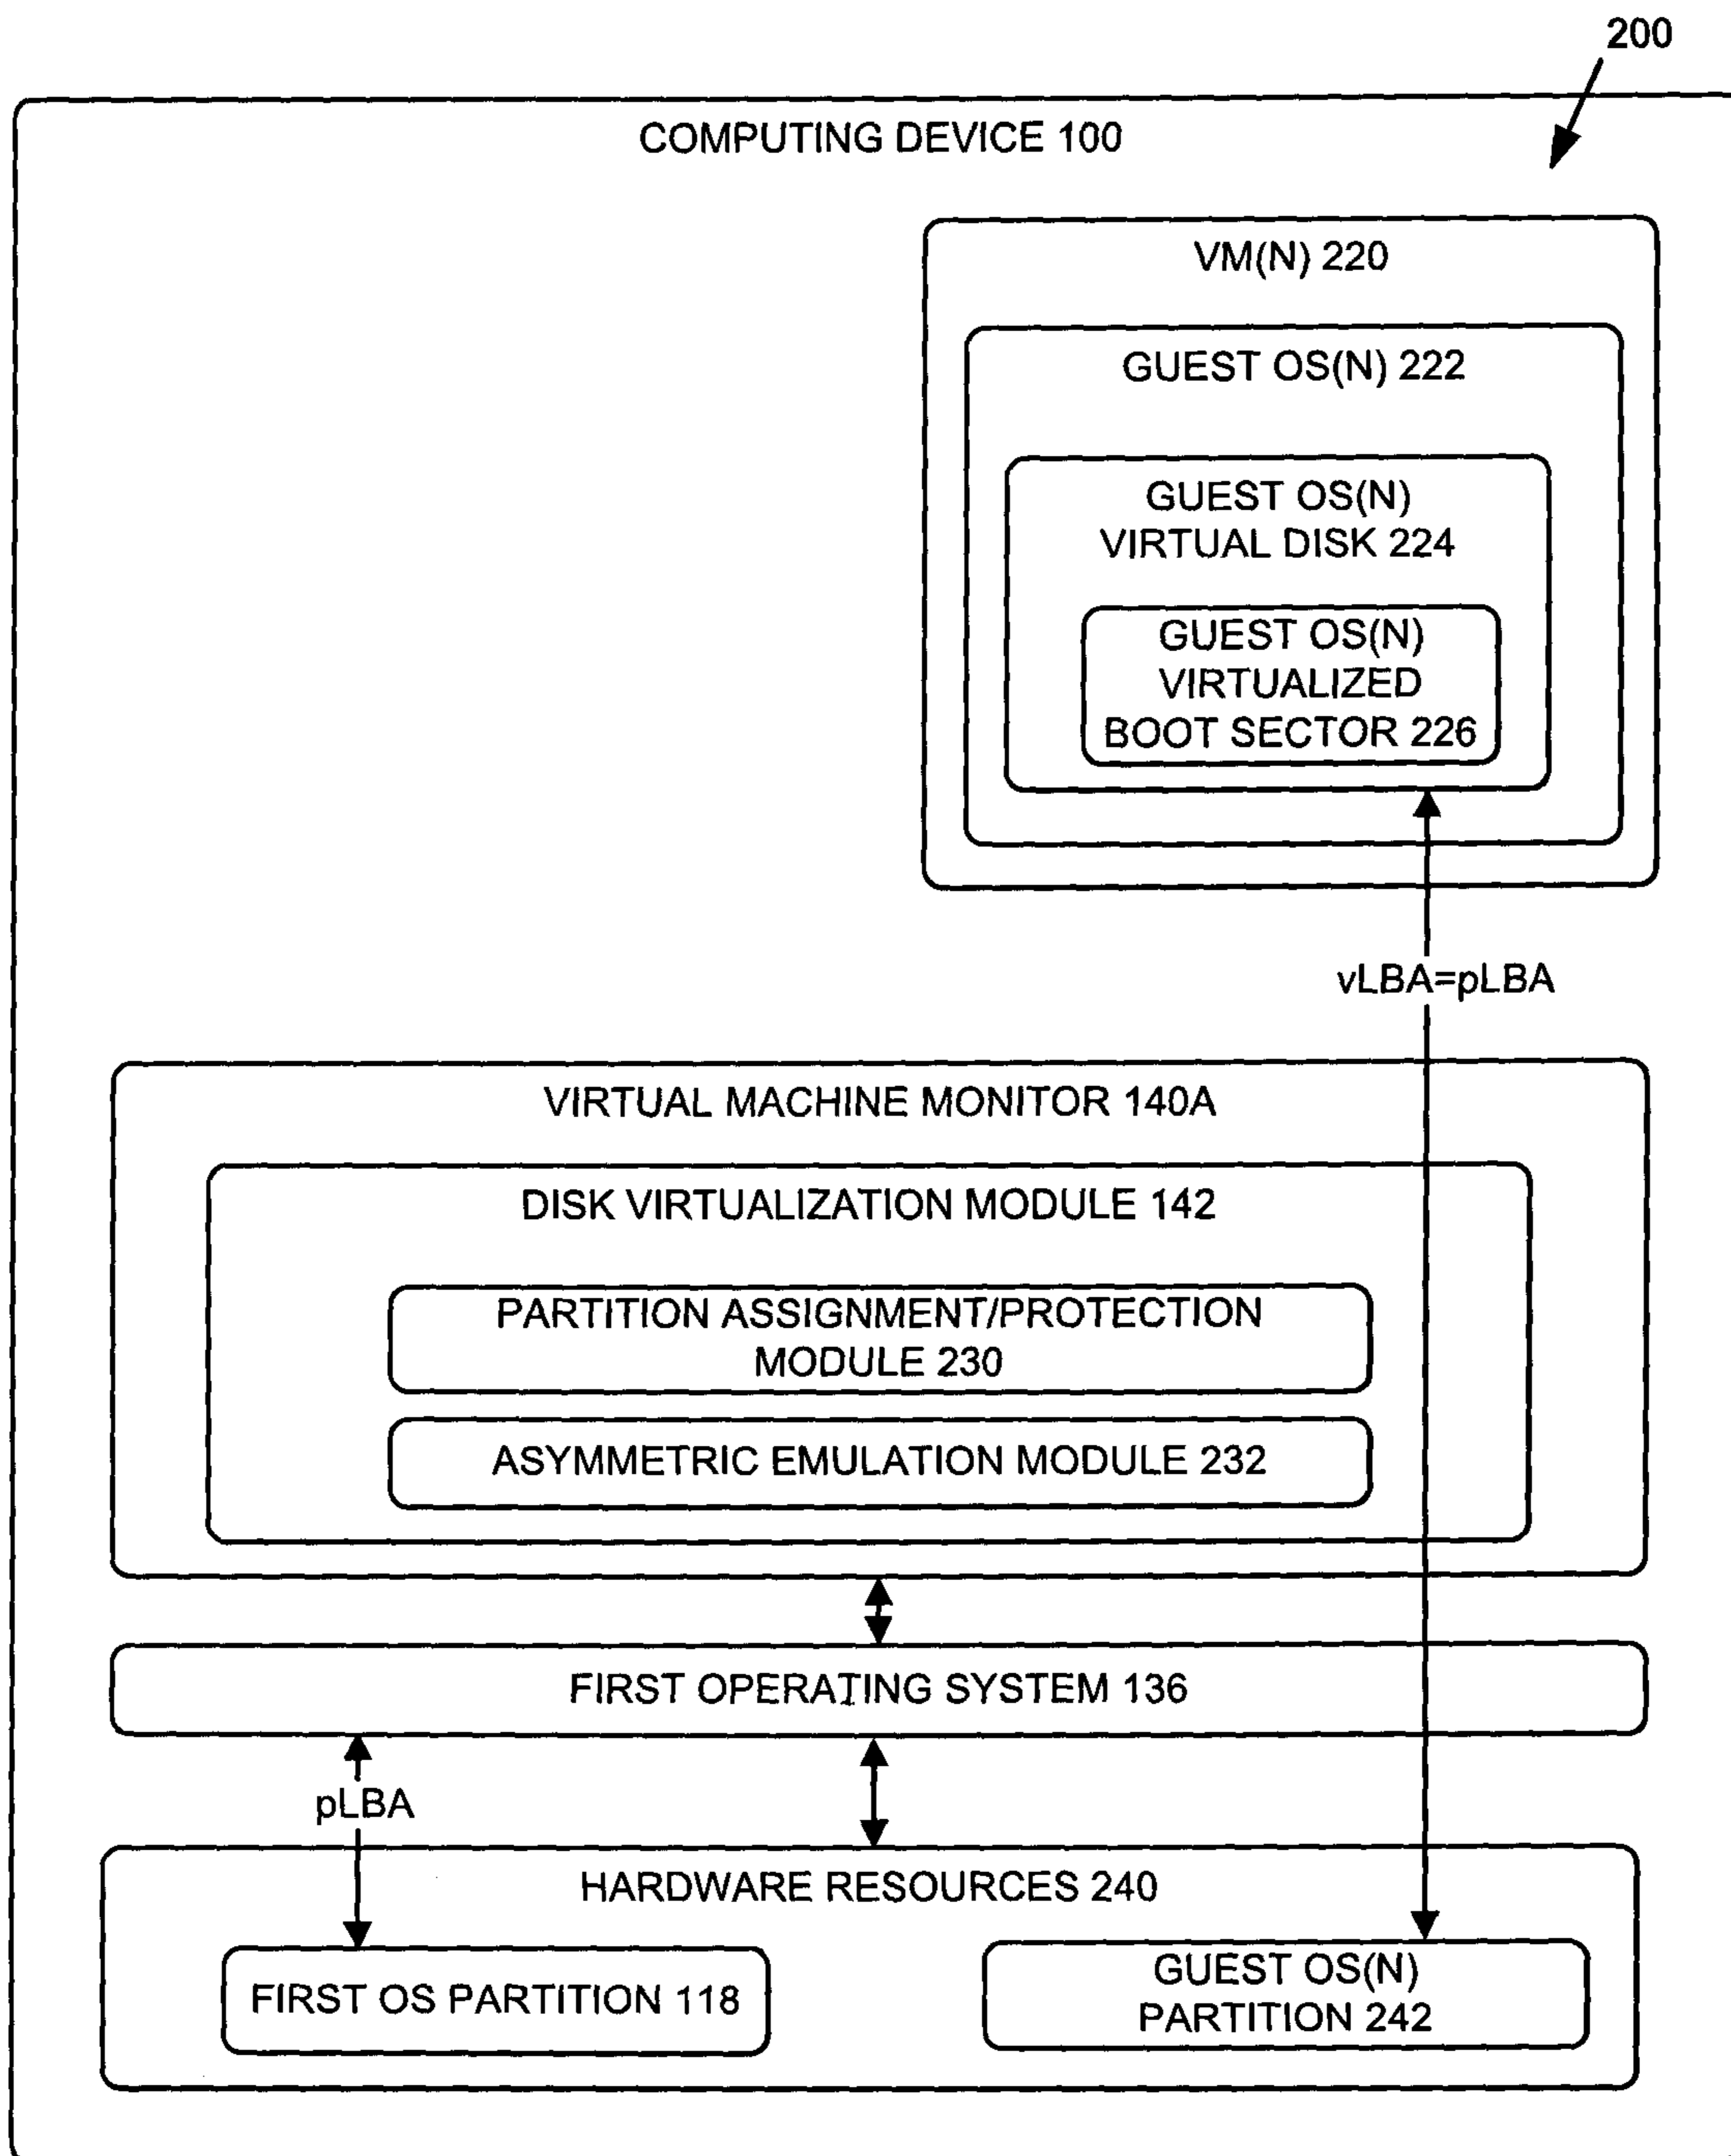 200
COMPUTING DEVICE 100
VM(N) 220
GUEST OS(N) 222
GUEST OS(N)
VIRTUAL DISK 224
GUEST OS(N)
VIRTUALIZED
BOOT SECTOR 226
vLBA=pLBA
VIRTUAL MACHINE MONITOR 140A
DISK VIRTUALIZATION MODULE 142
PARTITION ASSIGNMENT/PROTECTION
MODULE 230
ASYMMETRIC EMULATION MODULE 232
FIRST OPERATING SYSTEM 136
pLBA
HARDWARE RESOURCES 240
FIRST OS PARTITION 118
GUEST OS(N)
PARTITION 242